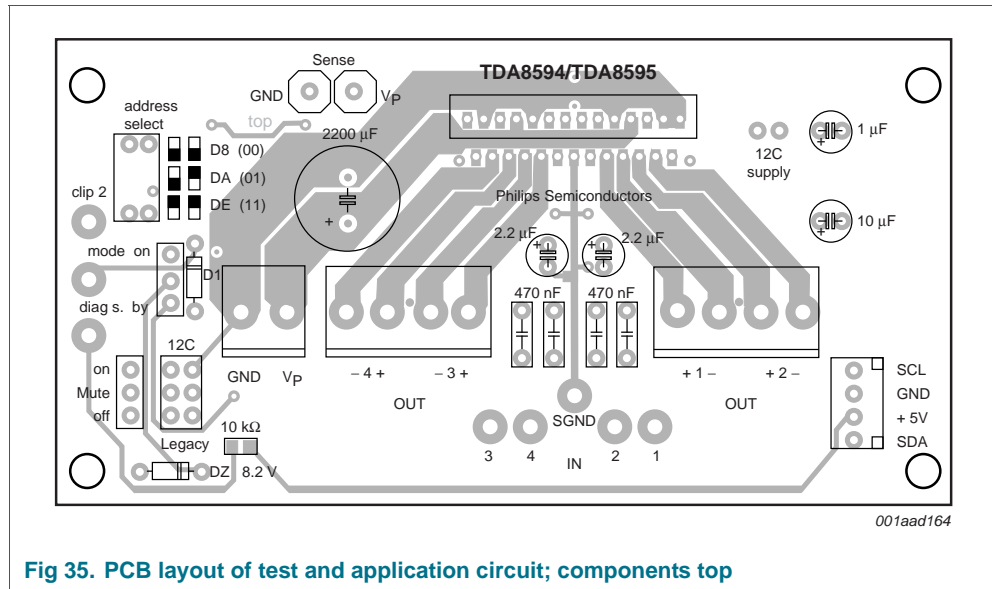 Sense
TDA8594/TDA8595
GND
VP
address
select
top
2200 μF
D8 (00)
DA (01)
DE (11)
12C
supply
1 μF
clip 2
Philips Semiconductors
+
10 μF
mode on
2.2 μF
2.2 μF
D1
diag s. by
470 nF
470 nF
on
12C
Mute
off
GND
VP
− 4 +
− 3 +
OUT
+ 1 −
+ 2 −
OUT
SCL
GND
+ 5V
SDA
SGND
Legacy
10 kΩ
3
4
IN
2
1
DZ
8.2 V
001aad164
Fig 35. PCB layout of test and application circuit; components top